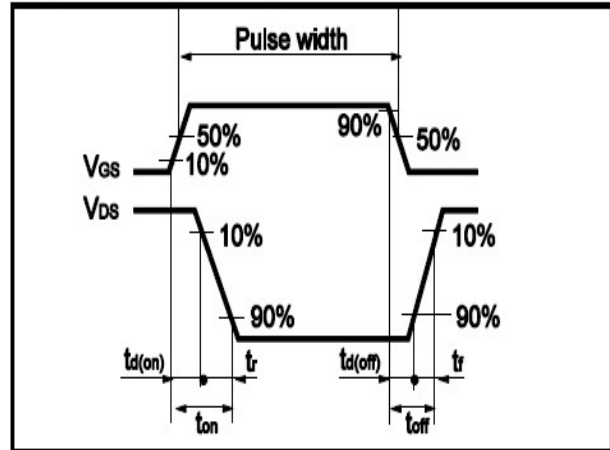 Pulse width
90%
50%
50%
10%
VGS
VDS
10%
10%
90%
90%
td(on)
tr
td(off)
tf
ton
toff